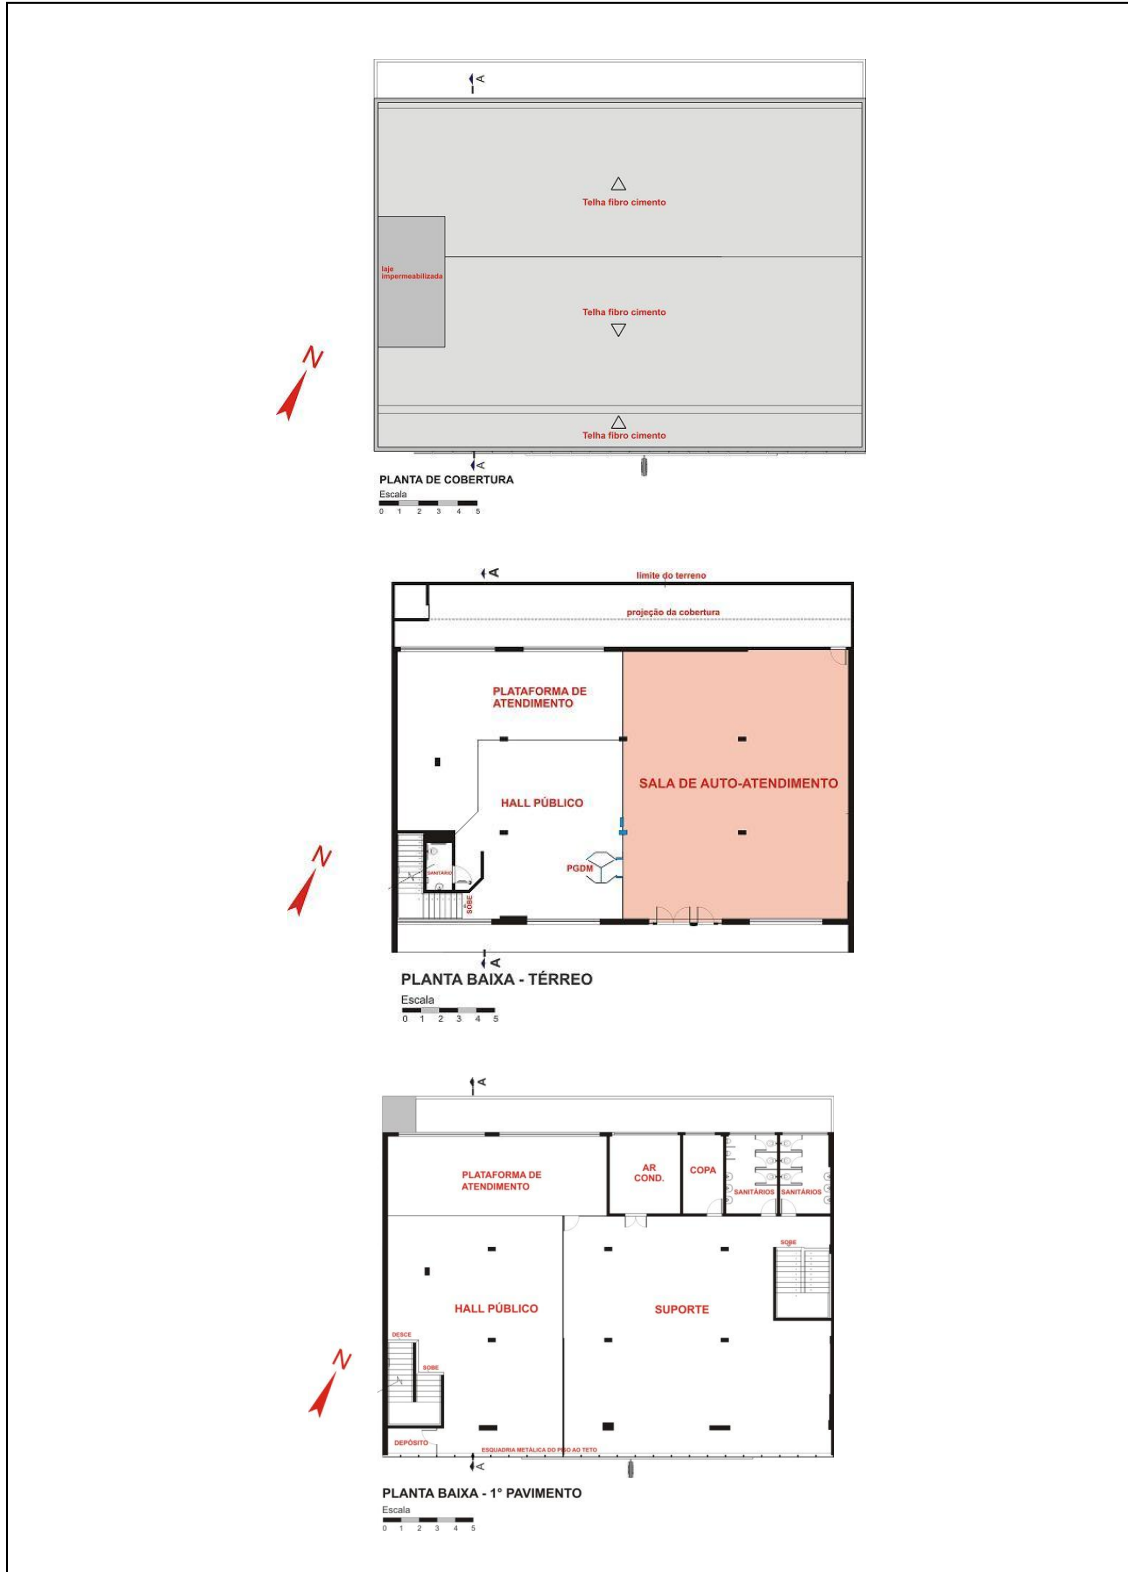 A
Telha fibro cimento
laje
impermeabilizada
Telha fibro cimento
N
Telha fibro cimento
A
PLANTA DE COBERTURA
Escala
0 1 2 3 4 5
A
limite do terreno
projeção da cobertura
PLATAFORMA DE
ATENDIMENTO
SALA DE AUTO-ATENDIMENTO
HALL PÚBLICO
N
PGDM
SANITÁRIO
SOBE
A
PLANTA BAIXA - TÉRREO
Escala
0 1 2 3 4 5
A
PLATAFORMA DE
ATENDIMENTO
AR
COND.
COPA
SANITÁRIOS
SANITÁRIOS
SOBE
HALL PÚBLICO
SUPORTE
DESCE
N
SOBE
DEPÓSITO
ESQUADRIA METÁLICA DO PISO AO TETO
A
PLANTA BAIXA - 1° PAVIMENTO
Escala
0 1 2 3 4 5